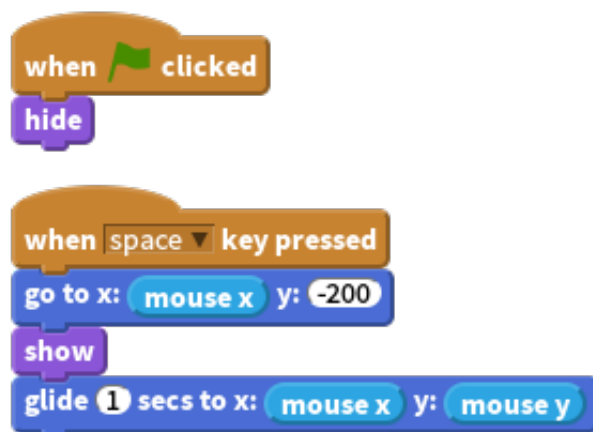 when clicked
hide
when space key pressed
go to x: mouse x y: -200
show
glide 1 secs to x: mouse x y: mouse y